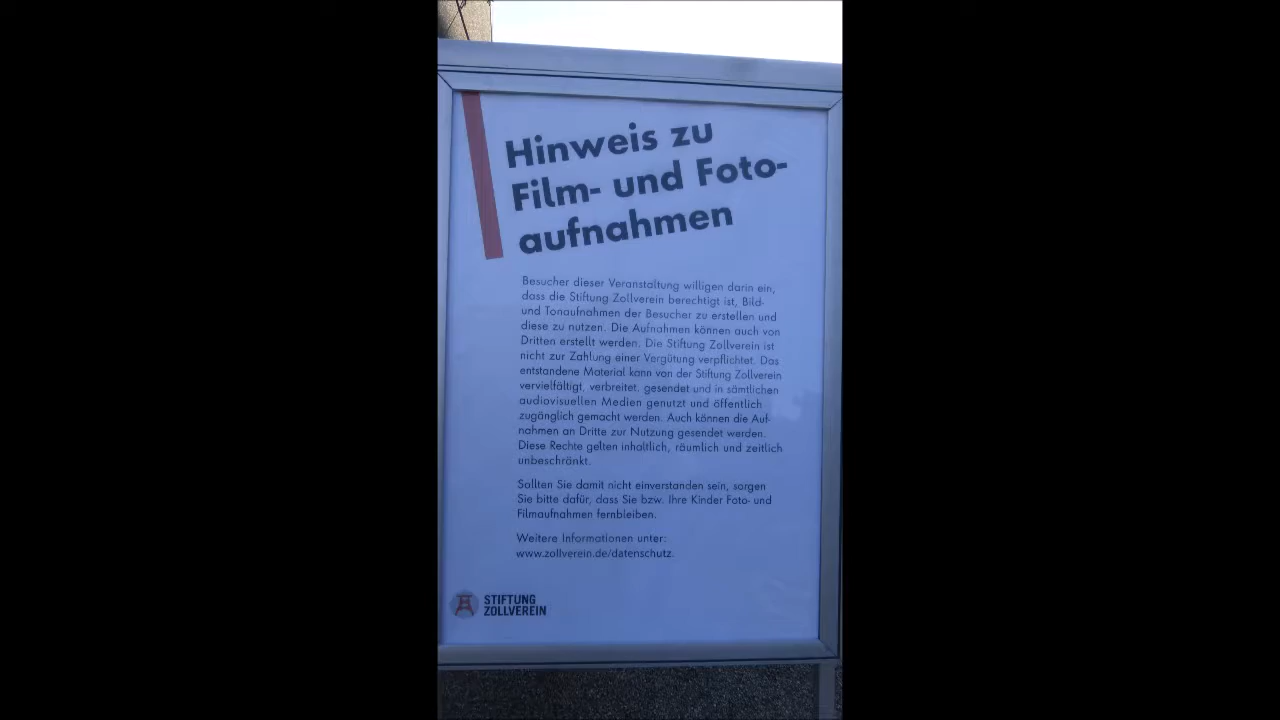 Hinweis zu
Film- und Foto-
aufnahmen
Besucher dieser Veranstaltung willigen darin ein,
dass die Stiftung Zollverein berechtigt ist, Bild-
und Tonaufnahmen der Besucher zu erstellen und
diese zu nutzen. Die Aufnahmen können auch von
Dritten erstellt werden. Die Stiftung Zollverein ist
nicht zur Zahlung einer Vergütung verpflichtet. Das
entstandene Material kann von der Stiftung Zollverein
vervielfältigt, verbreitet, gesendet und in sämtlichen
audiovisuellen Medien genutzt und öffentlich
zugänglich gemacht werden. Auch können die Auf-
nahmen an Dritte zur Nutzung gesendet werden.
Diese Rechte gelten inhaltlich, räumlich und zeitlich
unbeschränkt.
Sollten Sie damit nicht einverstanden sein, sorgen
Sie bitte dafür, dass Sie bzw. Ihre Kinder Foto- und
Filmaufnahmen fernbleiben.
Weitere Informationen unter:
www.zollverein.de/datenschutz.
STIFTUNG
ZOLLVEREIN